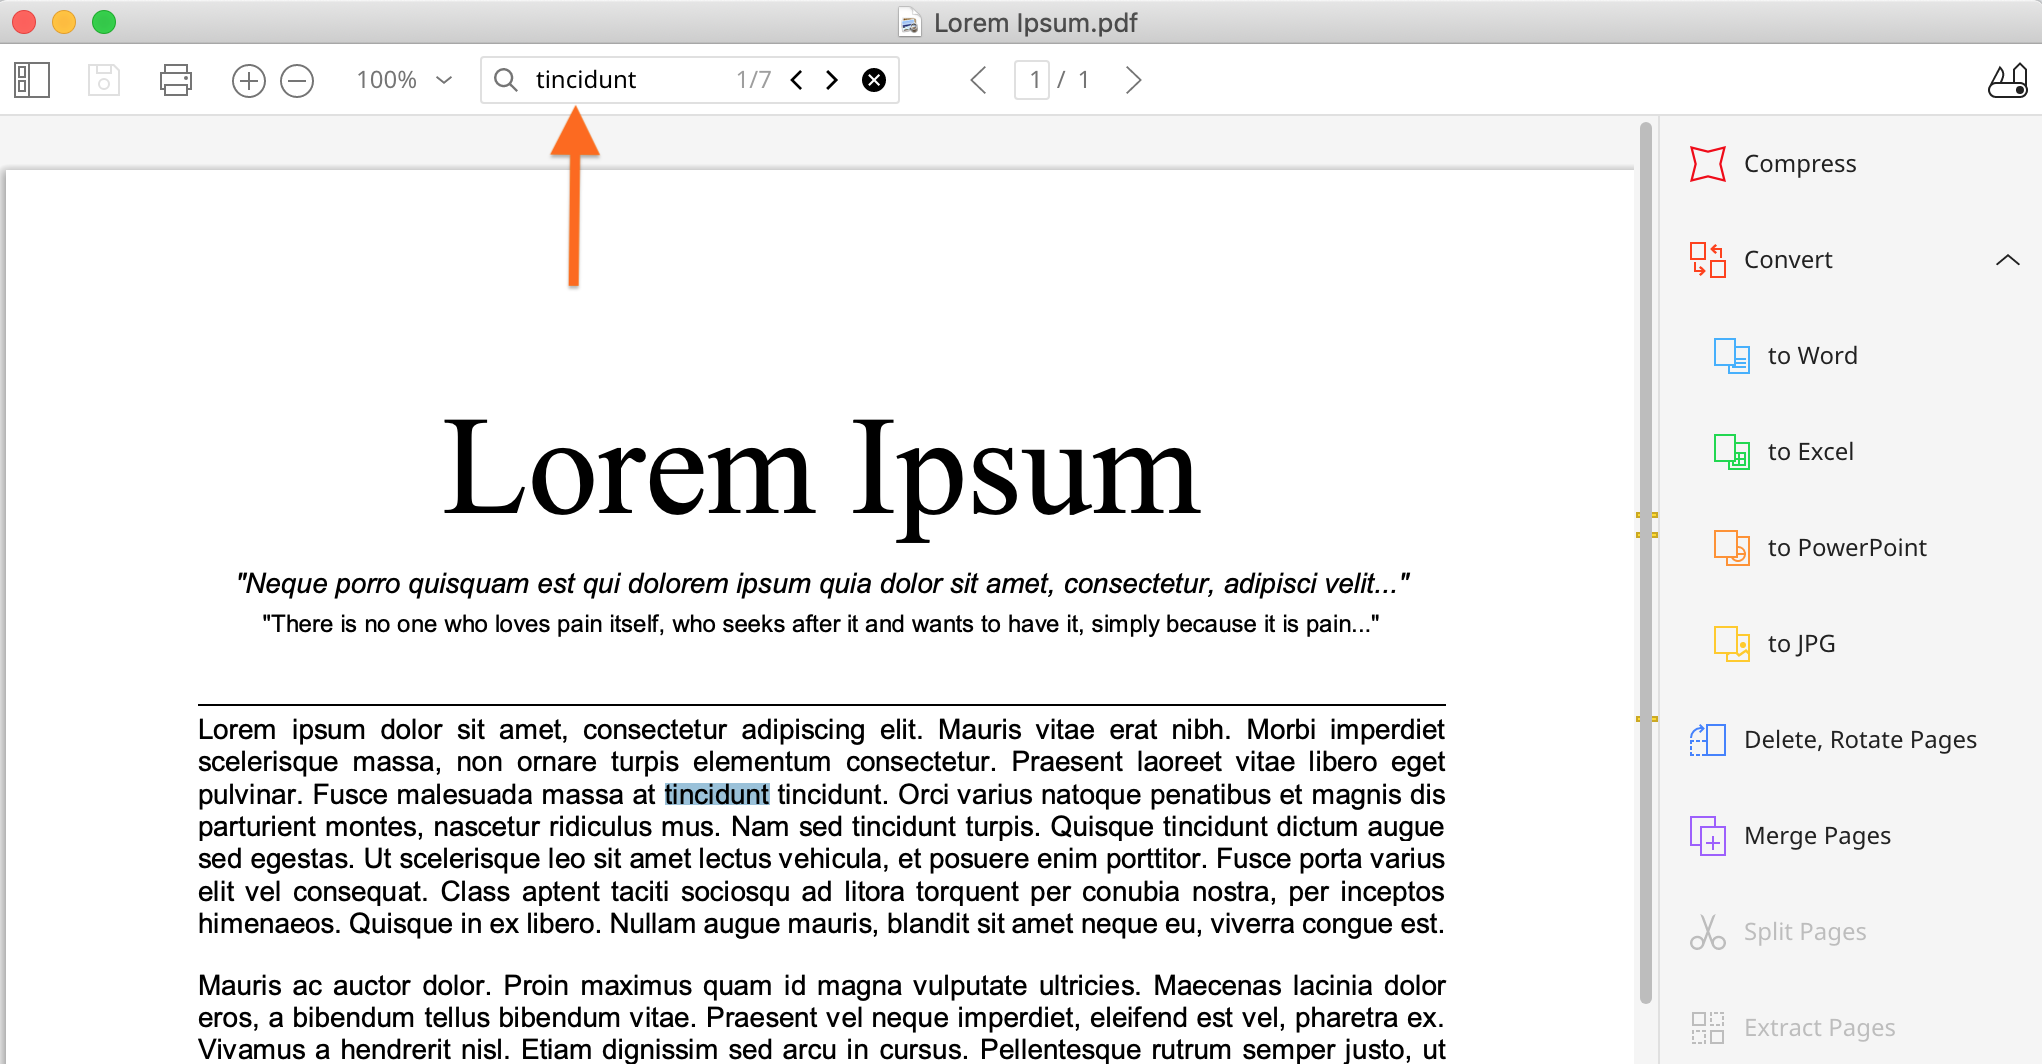 Lorem Ipsum.pdf
100% tincidunt 1/7 1 / 1
Compress
Convert
to Word
to Excel
to PowerPoint
to JPG
Delete, Rotate Pages
Merge Pages
Split Pages
Extract Pages
Lorem Ipsum
"Neque porro quisquam est qui dolorem ipsum quia dolor sit amet, consectetur, adipisci velit..."
"There is no one who loves pain itself, who seeks after it and wants to have it, simply because it is pain..."
Lorem ipsum dolor sit amet, consectetur adipiscing elit. Mauris vitae erat nibh. Morbi imperdiet
scelerisque massa, non ornare turpis elementum consectetur. Praesent laoreet vitae libero eget
pulvinar. Fusce malesuada massa at tincidunt tincidunt. Orci varius natoque penatibus et magnis dis
parturient montes, nascetur ridiculus mus. Nam sed tincidunt turpis. Quisque tincidunt dictum augue
sed egestas. Ut scelerisque leo sit amet lectus vehicula, et posuere enim porttitor. Fusce porta varius
elit vel consequat. Class aptent taciti sociosqu ad litora torquent per conubia nostra, per inceptos
himenaeos. Quisque in ex libero. Nullam augue mauris, blandit sit amet neque eu, viverra congue est.
Mauris ac auctor dolor. Proin maximus quam id magna vulputate ultricies. Maecenas lacinia dolor
eros, a bibendum tellus bibendum vitae. Praesent vel neque imperdiet, eleifend est vel, pharetra ex.
Vivamus a hendrerit nisl. Etiam dignissim sed arcu in cursus. Pellentesque rutrum semper justo, ut